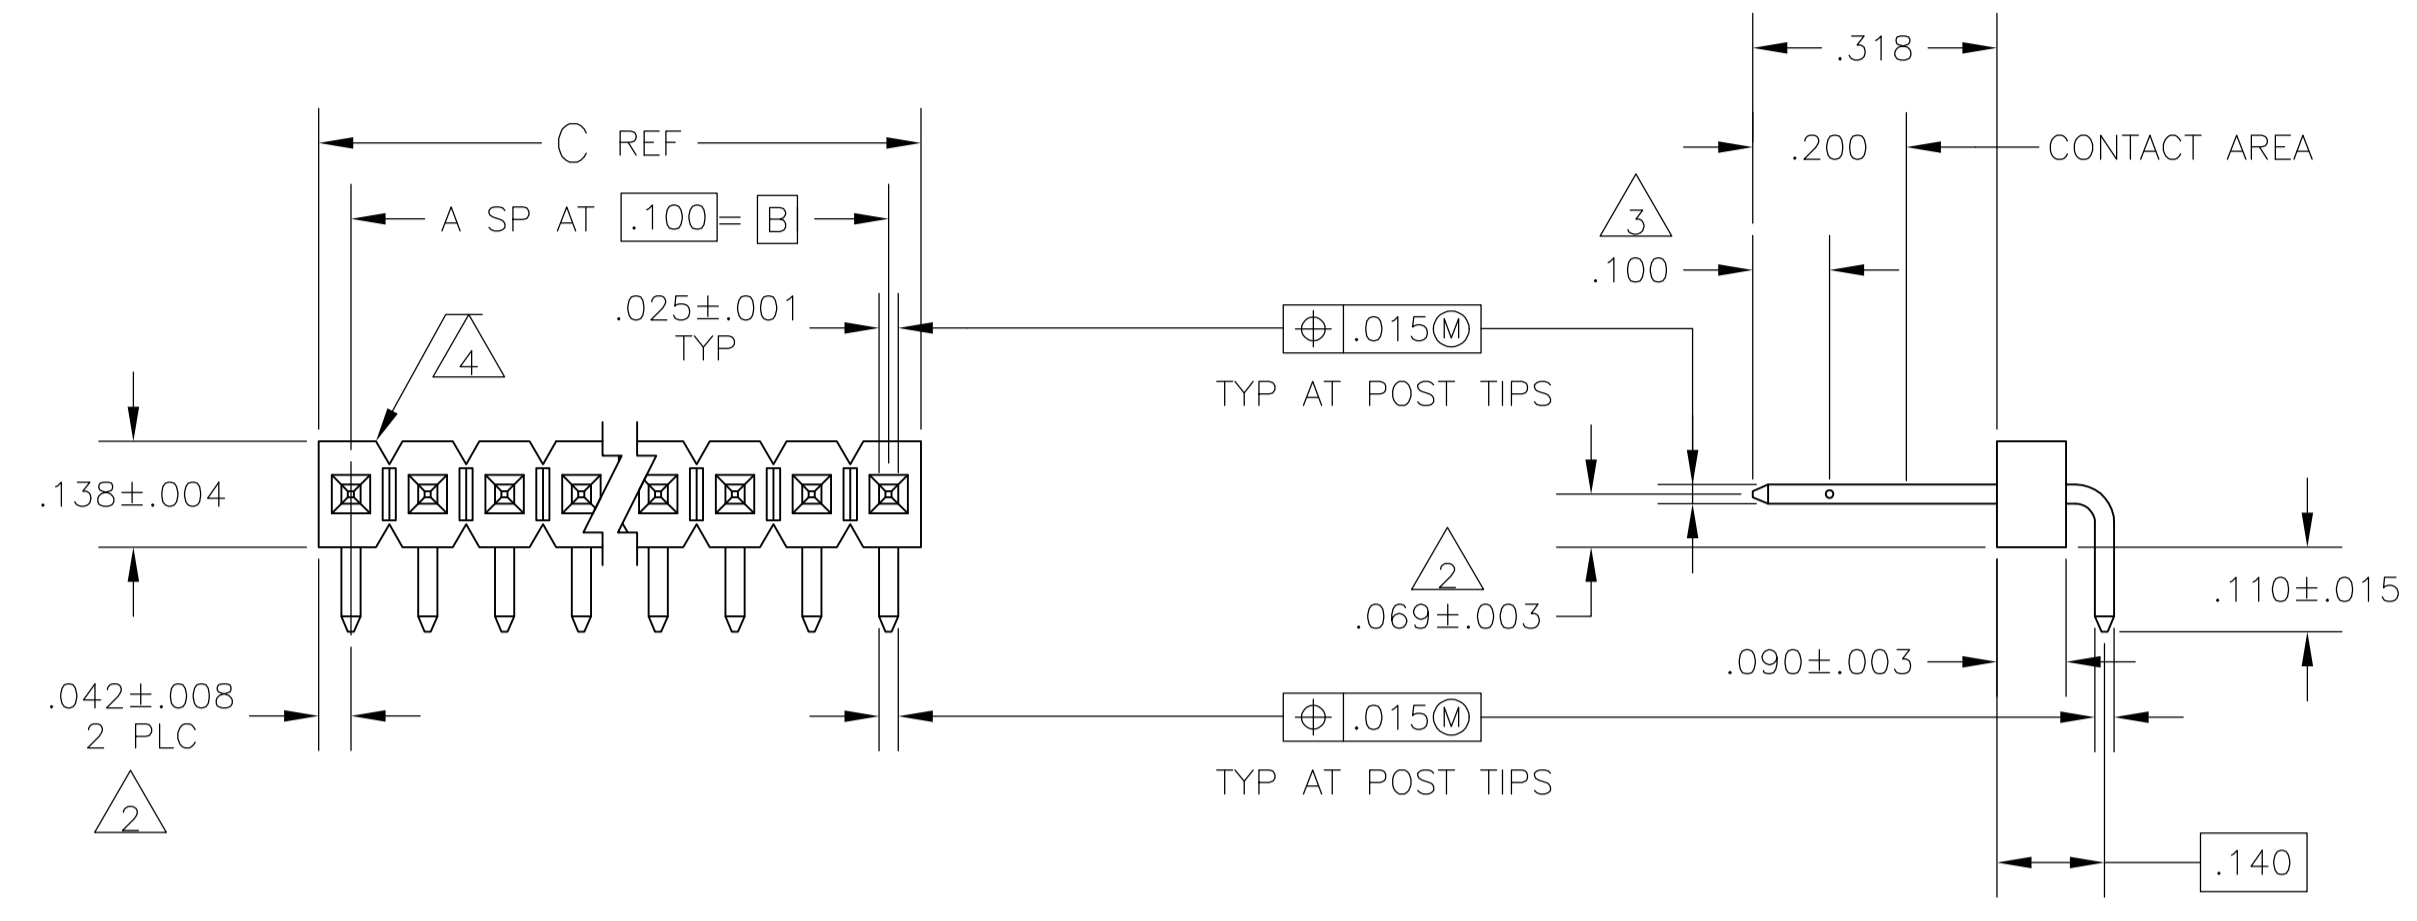 .318
C REF
.200
CONTACT AREA
A SP AT .100 = B
3
.100
.025±.001
TYP
⌖ .015Ⓜ
4
TYP AT POST TIPS
.138±.004
2
.069±.003
.110±.015
.090±.003
.042±.008
2 PLC
⌖ .015Ⓜ
TYP AT POST TIPS
2
.140